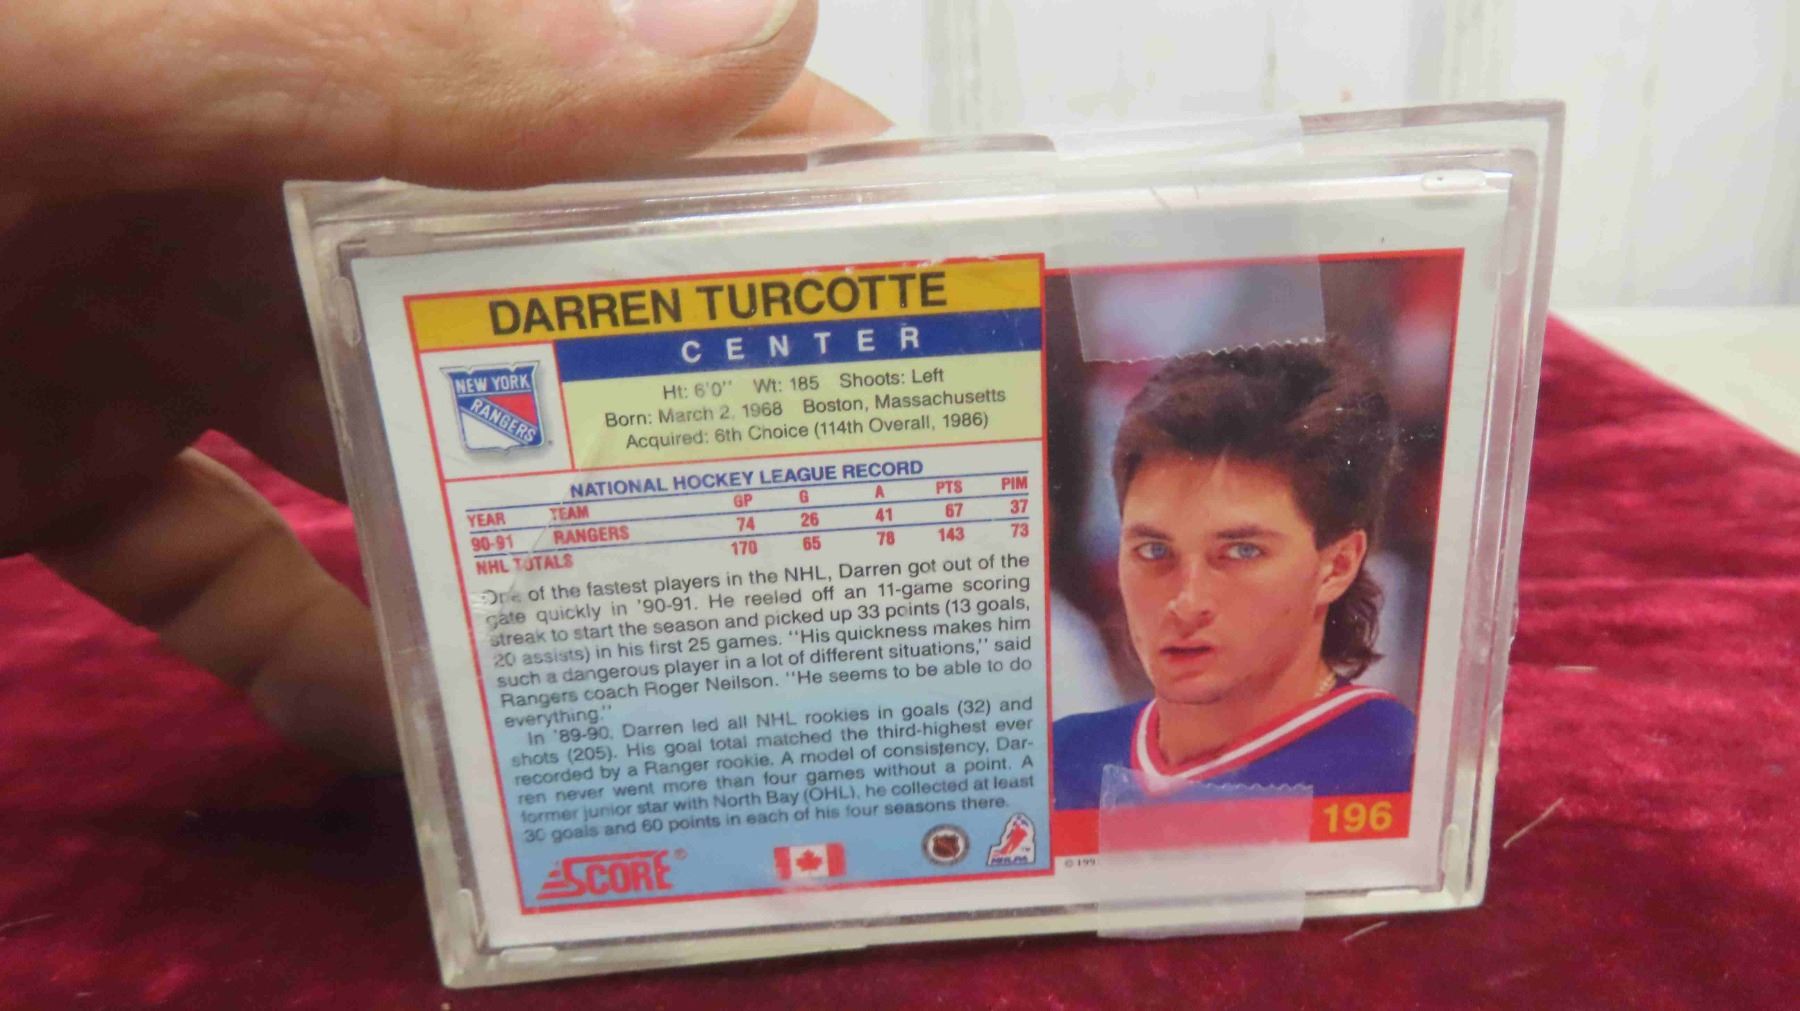 DARREN TURCOTTE
CENTER
NEW YORK
RANGERS
Ht: 6'0" Wt: 185 Shoots: Left
Born: March 2, 1968 Boston, Massachusetts
Acquired: 6th Choice (114th Overall, 1986)
NATIONAL HOCKEY LEAGUE RECORD
YEAR TEAM GP G A PTS PIM
90-91 RANGERS 74 26 41 67 37
NHL TOTALS 170 65 78 143 73
One of the fastest players in the NHL, Darren got out of the
gate quickly in '90-91. He reeled off an 11-game scoring
streak to start the season and picked up 33 points (13 goals,
20 assists) in his first 25 games. "His quickness makes him
such a dangerous player in a lot of different situations," said
Rangers coach Roger Neilson. "He seems to be able to do
everything."
In '89-90, Darren led all NHL rookies in goals (32) and
shots (205). His goal total matched the third-highest ever
recorded by a Ranger rookie. A model of consistency, Dar-
ren never went more than four games without a point. A
former junior star with North Bay (OHL), he collected at least
30 goals and 60 points in each of his four seasons there.
SCORE®
NHLPA
TM
196
© 199